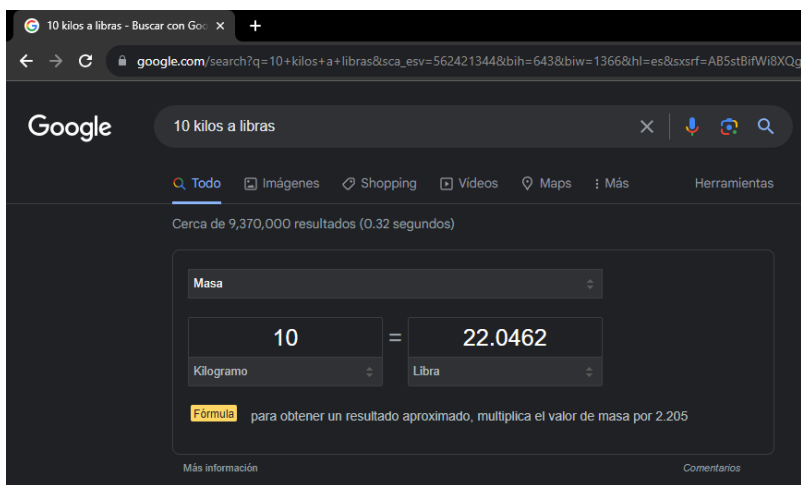 10 kilos a libras - Buscar con Goo
google.com/search?q=10+kilos+a+libras&sca_esv=562421344&bih=643&biw=1366&hl=es&sxsrf=AB5stBifWi8XQg
Google 10 kilos a libras
Todo Imágenes Shopping Vídeos Maps Más Herramientas
Cerca de 9,370,000 resultados (0.32 segundos)
Masa
10 = 22.0462
Kilogramo Libra
Fórmula para obtener un resultado aproximado, multiplica el valor de masa por 2.205
Más información Comentarios